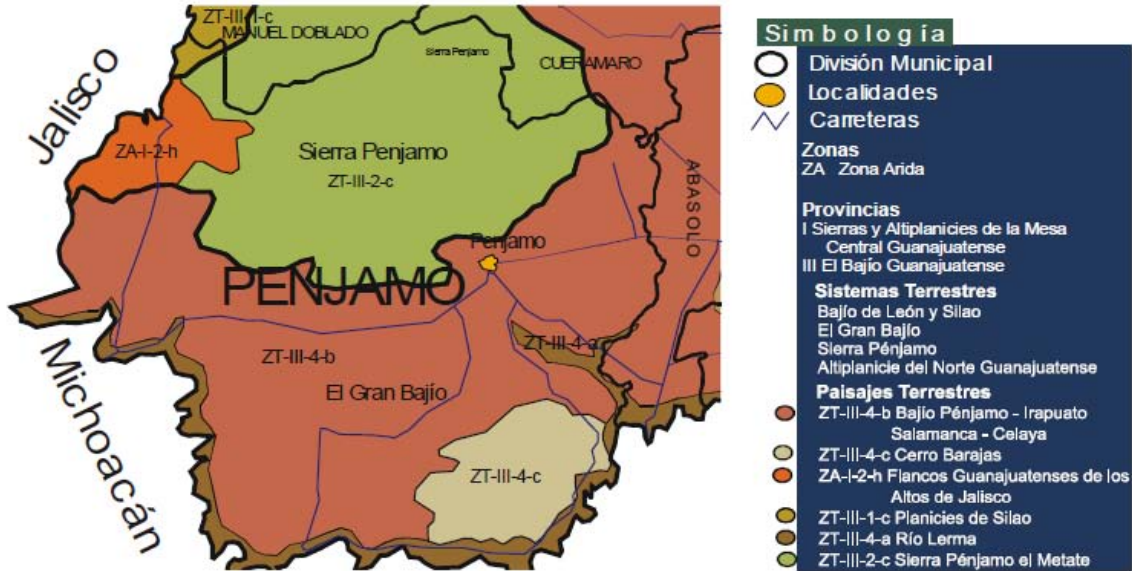 ZT-III-1-c
MANUEL DOBLADO
Sierra Penjamo
CUERAMARO
Jalisco
ZA-I-2-h
Sierra Penjamo
ZT-III-2-c
ABASOLO
Penjamo
PENJAMO
ZT-III-4-a
ZT-III-4-b
El Gran Bajío
Michoacán
ZT-III-4-c
Simbología
División Municipal
Localidades
Carreteras
Zonas
ZA Zona Arida
Provincias
I Sierras y Altiplanicies de la Mesa
Central Guanajuatense
III El Bajío Guanajuatense
Sistemas Terrestres
Bajío de León y Silao
El Gran Bajío
Sierra Pénjamo
Altiplanicie del Norte Guanajuatense
Paisajes Terrestres
ZT-III-4-b Bajío Pénjamo - Irapuato
Salamanca - Celaya
ZT-III-4-c Cerro Barajas
ZA-I-2-h Flancos Guanajuatenses de los
Altos de Jalisco
ZT-III-1-c Planicies de Silao
ZT-III-4-a Río Lerma
ZT-III-2-c Sierra Pénjamo el Metate